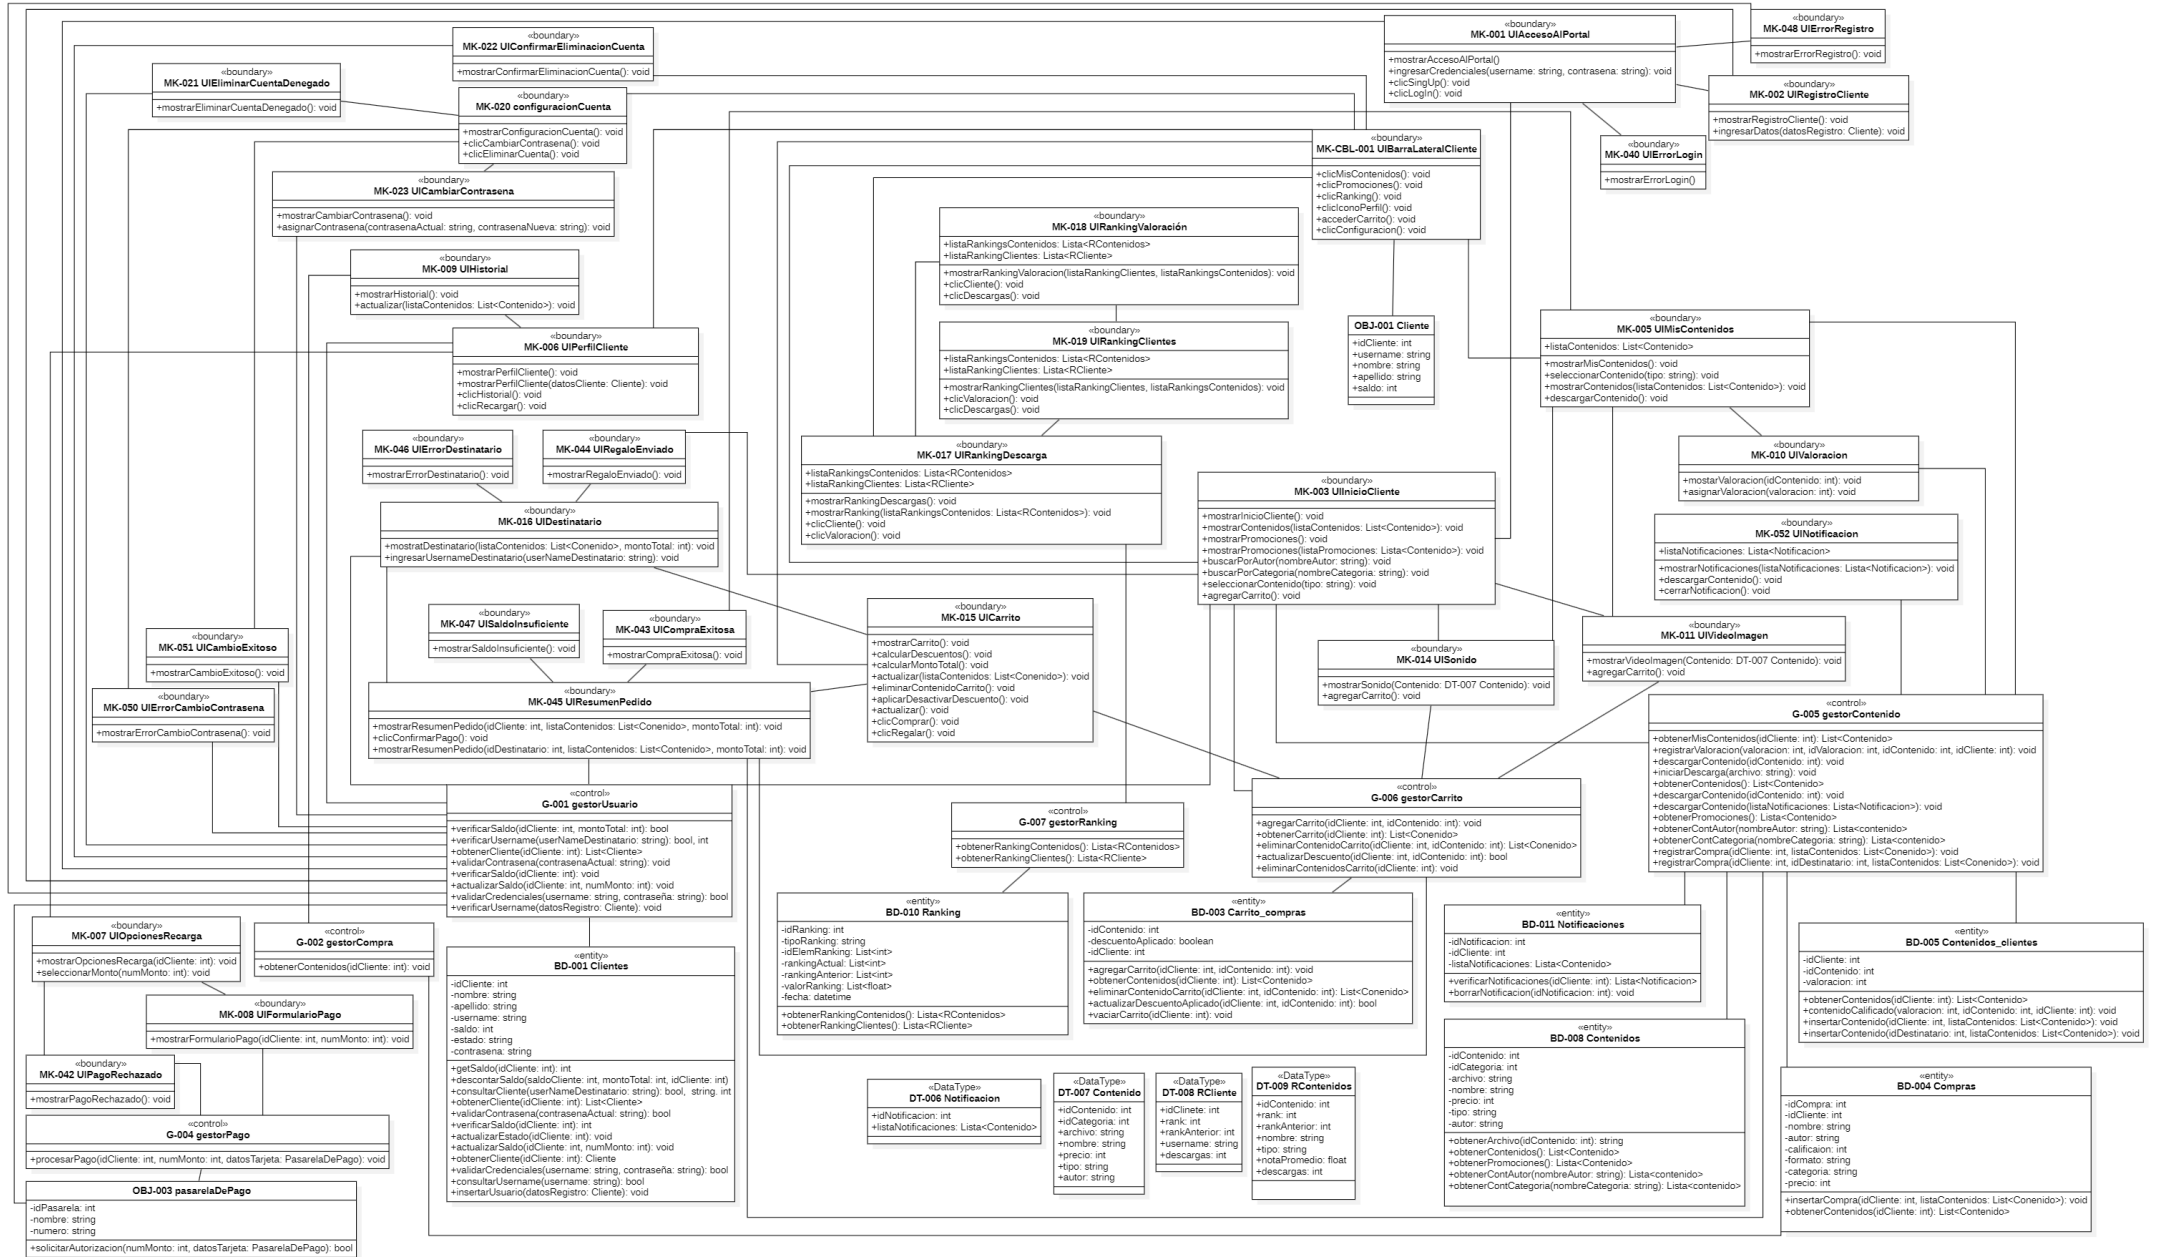 «boundary»
MK-022 UIConfirmarEliminacionCuenta
+mostrarConfirmarEliminacionCuenta(): void
«boundary»
MK-001 UIAccesoAlPortal
+mostrarAccesoAlPortal()
+ingresarCredenciales(username: string, contrasena: string): void
+clicSingUp(): void
+clicLogIn(): void
«boundary»
MK-048 UIErrorRegistro
+mostrarErrorRegistro(): void
«boundary»
MK-021 UIEliminarCuentaDenegado
+mostrarEliminarCuentaDenegado(): void
«boundary»
MK-020 configuracionCuenta
+mostrarConfiguracionCuenta(): void
+clicCambiarContrasena(): void
+clicEliminarCuenta(): void
«boundary»
MK-002 UIRegistroCliente
+mostrarRegistroCliente(): void
+ingresarDatos(datosRegistro: Cliente): void
«boundary»
MK-040 UIErrorLogin
+mostrarErrorLogin()
«boundary»
MK-CBL-001 UIBarraLateralCliente
+clicMisContenidos(): void
+clicPromociones(): void
+clicRanking(): void
+clicIconoPerfil(): void
+accederCarrito(): void
+clicConfiguracion(): void
«boundary»
MK-023 UICambiarContrasena
+mostrarCambiarContrasena(): void
+asignarContrasena(contrasenaActual: string, contrasenaNueva: string): void
«boundary»
MK-018 UIRankingValoración
+listaRankingsContenidos: Lista<RContenidos>
+listaRankingClientes: Lista<RCliente>
+mostrarRankingValoracion(listaRankingClientes, listaRankingsContenidos): void
+clicCliente(): void
+clicDescargas(): void
«boundary»
MK-009 UIHistorial
+mostrarHistorial(): void
+actualizar(listaContenidos: List<Contenido>): void
«boundary»
MK-006 UIPerfilCliente
+mostrarPerfilCliente(): void
+mostrarPerfilCliente(datosCliente: Cliente): void
+clicHistorial(): void
+clicRecargar(): void
«boundary»
MK-019 UIRankingClientes
+listaRankingsContenidos: Lista<RContenidos>
+listaRankingClientes: Lista<RCliente>
+mostrarRankingClientes(listaRankingClientes, listaRankingsContenidos): void
+clicValoracion(): void
+clicDescargas(): void
OBJ-001 Cliente
+idCliente: int
+username: string
+nombre: string
+apellido: string
+saldo: int
«boundary»
MK-005 UIMisContenidos
+listaContenidos: List<Contenido>
+mostrarMisContenidos(): void
+seleccionarContenido(tipo: string): void
+mostrarContenidos(listaContenidos: List<Contenido>): void
+descargarContenido(): void
«boundary»
MK-046 UIErrorDestinatario
+mostrarErrorDestinatario(): void
«boundary»
MK-044 UIRegaloEnviado
+mostrarRegaloEnviado(): void
«boundary»
MK-017 UIRankingDescarga
+listaRankingsContenidos: Lista<RContenidos>
+listaRankingClientes: Lista<RCliente>
+mostrarRankingDescargas(): void
+mostrarRanking(listaRankingsContenidos: Lista<RContenidos>): void
+clicCliente(): void
+clicValoracion(): void
«boundary»
MK-010 UIValoracion
+mostarValoracion(idContenido: int): void
+asignarValoracion(valoracion: int): void
«boundary»
MK-003 UIInicioCliente
+mostrarInicioCliente(): void
+mostrarContenidos(listaContenidos: List<Contenido>): void
+mostrarPromociones(): void
+mostrarPromociones(listaPromociones: Lista<Contenido>): void
+buscarPorAutor(nombreAutor: string): void
+buscarPorCategoria(nombreCategoria: string): void
+seleccionarContenido(tipo: string): void
+agregarCarrito(): void
«boundary»
MK-016 UIDestinatario
+mostratDestinatario(listaContenidos: List<Conenido>, montoTotal: int): void
+ingresarUsernameDestinatario(userNameDestinatario: string): void
«boundary»
MK-052 UINotificacion
+listaNotificaciones: Lista<Notificacion>
+mostrarNotificaciones(listaNotificaciones: Lista<Notificacion>): void
+descargarContenido(): void
+cerrarNotificacion(): void
«boundary»
MK-047 UISaldoInsuficiente
+mostrarSaldoInsuficiente(): void
«boundary»
MK-043 UICompraExitosa
+mostrarCompraExitosa(): void
«boundary»
MK-015 UICarrito
+mostrarCarrito(): void
+calcularDescuentos(): void
+calcularMontoTotal(): void
+actualizar(listaContenidos: List<Conenido>): void
+eliminarContenidoCarrito(): void
+aplicarDesactivarDescuento(): void
+actualizar(): void
+clicComprar(): void
+clicRegalar(): void
«boundary»
MK-051 UICambioExitoso
+mostrarCambioExitoso(): void
«boundary»
MK-014 UISonido
+mostrarSonido(Contenido: DT-007 Contenido): void
+agregarCarrito(): void
«boundary»
MK-011 UIVideoImagen
+mostrarVideoImagen(Contenido: DT-007 Contenido): void
+agregarCarrito(): void
«boundary»
MK-050 UIErrorCambioContrasena
+mostrarErrorCambioContrasena(): void
«boundary»
MK-045 UIResumenPedido
+mostrarResumenPedido(idCliente: int, listaContenidos: List<Conenido>, montoTotal: int): void
+clicConfirmarPago(): void
+mostrarResumenPedido(idDestinatario: int, listaContenidos: List<Contenido>, montoTotal: int): void
«control»
G-005 gestorContenido
+obtenerMisContenidos(idCliente: int): List<Contenido>
+registrarValoracion(valoracion: int, idValoracion: int, idContenido: int, idCliente: int): void
+descargarContenido(idContenido: int): void
+iniciarDescarga(archivo: string): void
+obtenerContenidos(): List<Contenido>
+descargarContenido(idContenido: int): void
+descargarContenido(listaNotificaciones: Lista<Notificacion>): void
+obtenerPromociones(): Lista<Contenido>
+obtenerContAutor(nombreAutor: string): Lista<contenido>
+obtenerContCategoria(nombreCategoria: string): Lista<contenido>
+registrarCompra(idCliente: int, listaContenidos: List<Conenido>): void
+registrarCompra(idCliente: int, idDestinatario: int, listaContenidos: List<Conenido>): void
«control»
G-001 gestorUsuario
+verificarSaldo(idCliente: int, montoTotal: int): bool
+verificarUsername(userNameDestinatario: string): bool, int
+obtenerCliente(idCliente: int): List<Cliente>
+validarContrasena(contrasenaActual: string): void
+verificarSaldo(idCliente: int): void
+actualizarSaldo(idCliente: int, numMonto: int): void
+validarCredenciales(username: string, contraseña: string): bool
+verificarUsername(datosRegistro: Cliente): void
«control»
G-007 gestorRanking
+obtenerRankingContenidos(): Lista<RContenidos>
+obtenerRankingClientes(): Lista<RCliente>
«control»
G-006 gestorCarrito
+agregarCarrito(idCliente: int, idContenido: int): void
+obtenerCarrito(idCliente: int): List<Conenido>
+eliminarContenidoCarrito(idCliente: int, idContenido: int): List<Conenido>
+actualizarDescuento(idCliente: int, idContenido: int): bool
+eliminarContenidosCarrito(idCliente: int): void
«boundary»
MK-007 UIOpcionesRecarga
+mostrarOpcionesRecarga(idCliente: int): void
+seleccionarMonto(numMonto: int): void
«control»
G-002 gestorCompra
+obtenerContenidos(idCliente: int): void
«entity»
BD-001 Clientes
-idCliente: int
-nombre: string
-apellido: string
-username: string
-saldo: int
-estado: string
-contrasena: string
+getSaldo(idCliente: int): int
+descontarSaldo(saldoCliente: int, montoTotal: int, idCliente: int)
+consultarCliente(userNameDestinatario: string): bool, string, int
+obtenerCliente(idCliente: int): List<Cliente>
+validarContrasena(contrasenaActual: string): bool
+verificarSaldo(idCliente: int): int
+actualizarEstado(idCliente: int): void
+actualizarSaldo(idCliente: int, numMonto: int): void
+obtenerCliente(idCliente: int): Cliente
+validarCredenciales(username: string, contraseña: string): bool
+consultarUsername(username: string): bool
+insertarUsuario(datosRegistro: Cliente): void
«entity»
BD-010 Ranking
-idRanking: int
-tipoRanking: string
-idElemRanking: List<int>
-rankingActual: List<int>
-rankingAnterior: List<int>
-valorRanking: List<float>
-fecha: datetime
+obtenerRankingContenidos(): Lista<RContenidos>
+obtenerRankingClientes(): Lista<RCliente>
«entity»
BD-003 Carrito_compras
-idContenido: int
-descuentoAplicado: boolean
-idCliente: int
+agregarCarrito(idCliente: int, idContenido: int): void
+obtenerContenidos(idCliente: int): List<Conenido>
+eliminarContenidoCarrito(idCliente: int, idContenido: int): List<Conenido>
+actualizarDescuentoAplicado(idCliente: int, idContenido: int): bool
+vaciarCarrito(idCliente: int): void
«entity»
BD-011 Notificaciones
-idNotificacion: int
-idCliente: int
-listaNotificaciones: Lista<Contenido>
+verificarNotificaciones(idCliente: int): Lista<Notificacion>
+borrarNotificacion(idNotificacion: int): void
«entity»
BD-005 Contenidos_clientes
-idCliente: int
-idContenido: int
-valoracion: int
+obtenerContenidos(idCliente: int): List<Contenido>
+contenidoCalificado(valoracion: int, idContenido: int, idCliente: int): void
+insertarContenido(idCliente: int, listaContenidos: List<Contenido>): void
+insertarContenido(idDestinatario: int, listaContenidos: List<Contenido>): void
«boundary»
MK-008 UIFormularioPago
+mostrarFormularioPago(idCliente: int, numMonto: int): void
«boundary»
MK-042 UIPagoRechazado
+mostrarPagoRechazado(): void
«control»
G-004 gestorPago
+procesarPago(idCliente: int, numMonto: int, datosTarjeta: PasarelaDePago): void
OBJ-003 pasarelaDePago
-idPasarela: int
-nombre: string
-numero: string
+solicitarAutorizacion(numMonto: int, datosTarjeta: PasarelaDePago): bool
«DataType»
DT-006 Notificacion
+idNotificacion: int
+listaNotificaciones: Lista<Contenido>
«DataType»
DT-007 Contenido
+idContenido: int
+idCategoria: int
+archivo: string
+nombre: string
+precio: int
+tipo: string
+autor: string
«DataType»
DT-008 RCliente
+idClinete: int
+rank: int
+rankAnterior: int
+username: string
+descargas: int
«DataType»
DT-009 RContenidos
+idContenido: int
+rank: int
+rankAnterior: int
+nombre: string
+tipo: string
+notaPromedio: float
+descargas: int
«entity»
BD-008 Contenidos
-idContenido: int
-idCategoria: int
-archivo: string
-nombre: string
-precio: int
-tipo: string
-autor: string
+obtenerArchivo(idContenido: int): string
+obtenerContenidos(): List<Contenido>
+obtenerPromociones(): Lista<Contenido>
+obtenerContAutor(nombreAutor: string): Lista<contenido>
+obtenerContCategoria(nombreCategoria: string): Lista<contenido>
«entity»
BD-004 Compras
-idCompra: int
-idCliente: int
-nombre: string
-autor: string
-calificaion: int
-formato: string
-categoria: string
-precio: int
+insertarCompra(idCliente: int, listaContenidos: List<Conenido>): void
+obtenerContenidos(idCliente: int): List<Contenido>